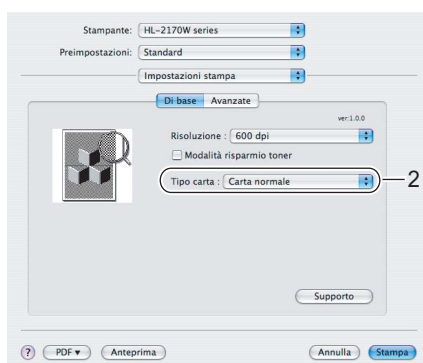 Stampante: HL-2170W series
Preimpostazioni: Standard
Impostazioni stampa
Di base Avanzate
ver:1.0.0
Risoluzione : 600 dpi
Modalità risparmio toner
Tipo carta : Carta normale 2
Supporto
? PDF Anteprima Annulla Stampa